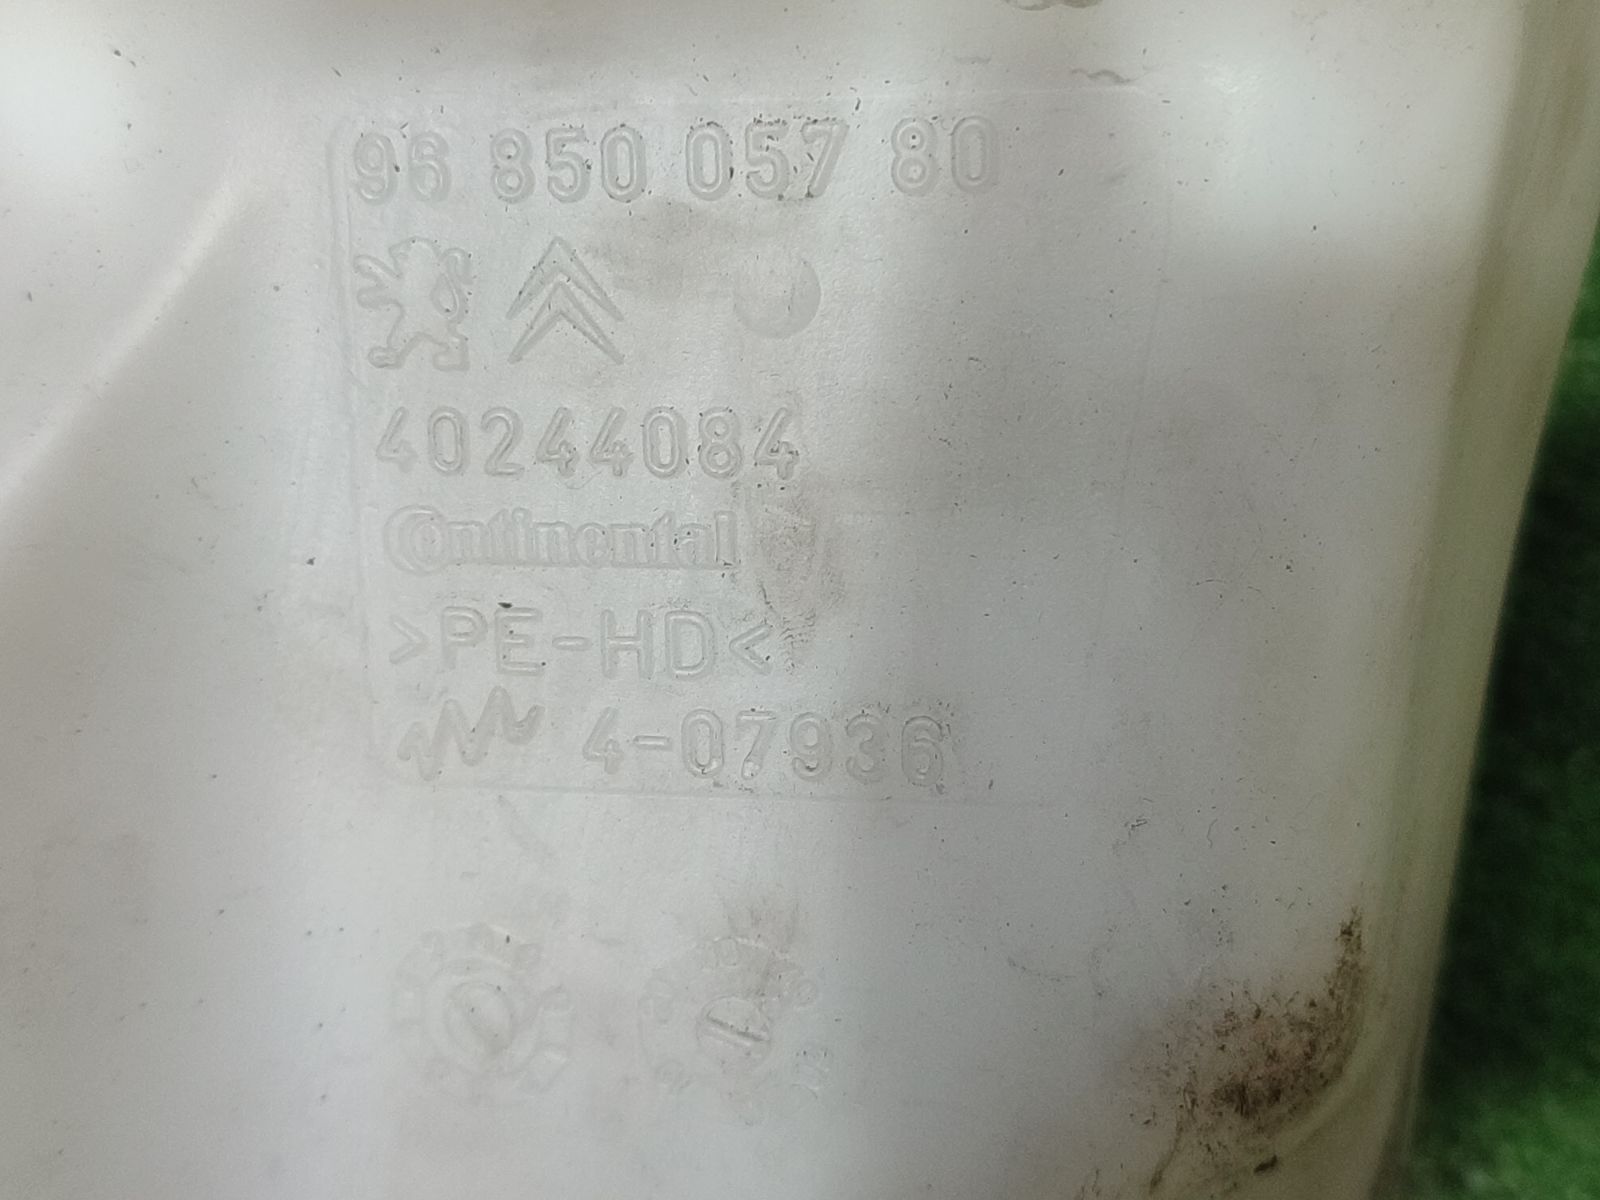 96 850 057 80
40244084
Continental
>PE-HD<
4-07936